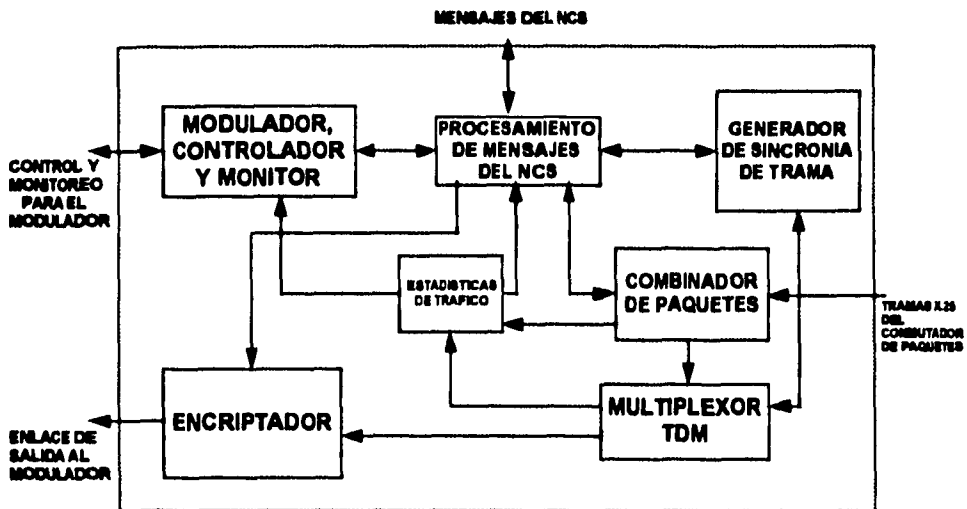 MENSAJES DEL NCS
MODULADOR,
CONTROLADOR
Y MONITOR
PROCESAMIENTO
DE MENSAJES
DEL NCS
GENERADOR
DE SINCRONIA
DE TRAMA
CONTROL Y
MONITOREO
PARA EL
MODULADOR
ESTADISTICAS
DE TRAFICO
COMBINADOR
DE PAQUETES
TRAMAS X.25
DEL
CONMUTADOR
DE PAQUETES
ENCRIPTADOR
MULTIPLEXOR
TDM
ENLACE DE
SALIDA AL
MODULADOR